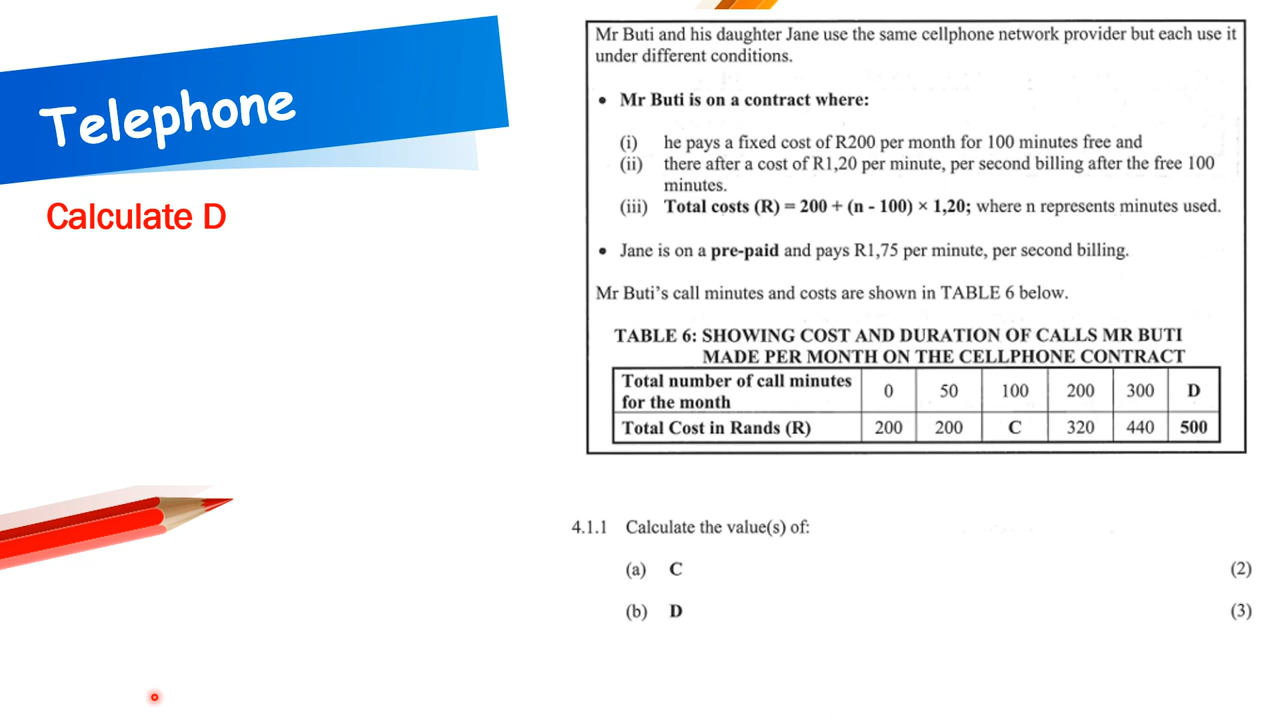 Telephone
Calculate D
Mr Buti and his daughter Jane use the same cellphone network provider but each use it
under different conditions.
• Mr Buti is on a contract where:
(i) he pays a fixed cost of R200 per month for 100 minutes free and
(ii) there after a cost of R1,20 per minute, per second billing after the free 100
minutes.
(iii) Total costs (R) = 200 + (n - 100) × 1,20; where n represents minutes used.
• Jane is on a pre-paid and pays R1,75 per minute, per second billing.
Mr Buti's call minutes and costs are shown in TABLE 6 below.
TABLE 6: SHOWING COST AND DURATION OF CALLS MR BUTI
MADE PER MONTH ON THE CELLPHONE CONTRACT
Total number of call minutes
for the month 0 50 100 200 300 D
Total Cost in Rands (R) 200 200 C 320 440 500
4.1.1 Calculate the value(s) of:
(a) C (2)
(b) D (3)